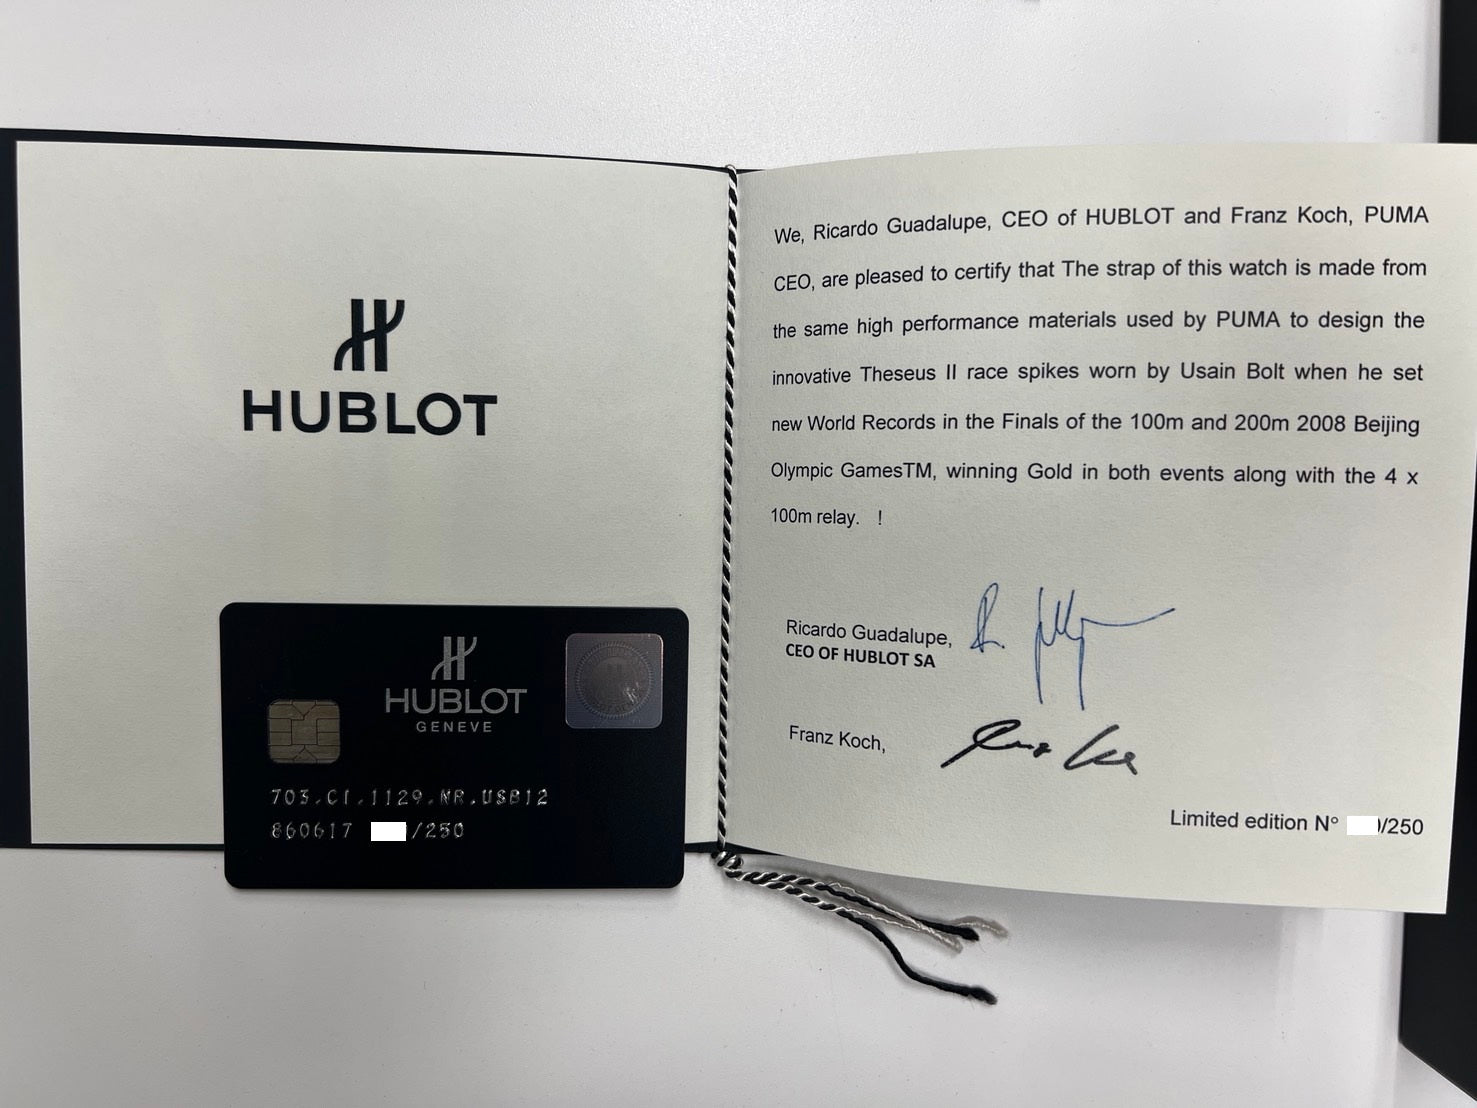 HUBLOT
HUBLOT
GENEVE
703.CI.1129.NR.USB12
860617 /250
We, Ricardo Guadalupe, CEO of HUBLOT and Franz Koch, PUMA
CEO, are pleased to certify that The strap of this watch is made from
the same high performance materials used by PUMA to design the
innovative Theseus II race spikes worn by Usain Bolt when he set
new World Records in the Finals of the 100m and 200m 2008 Beijing
Olympic GamesTM, winning Gold in both events along with the 4 x
100m relay. !
Ricardo Guadalupe,
CEO OF HUBLOT SA
Franz Koch,
Limited edition N° /250